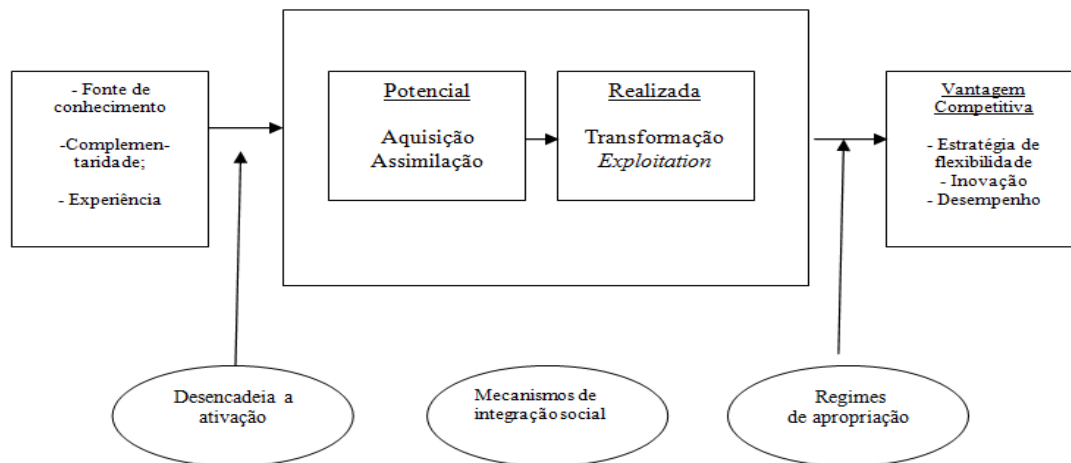 - Fonte de
conhecimento
-Complemen-
taridade;
- Experiência
Potencial
Aquisição
Assimilação
Realizada
Transformação
Exploitation
Vantagem
Competitiva
- Estratégia de
flexibilidade
- Inovação
- Desempenho
Desencadeia a
ativação
Mecanismos de
integração social
Regimes
de apropriação